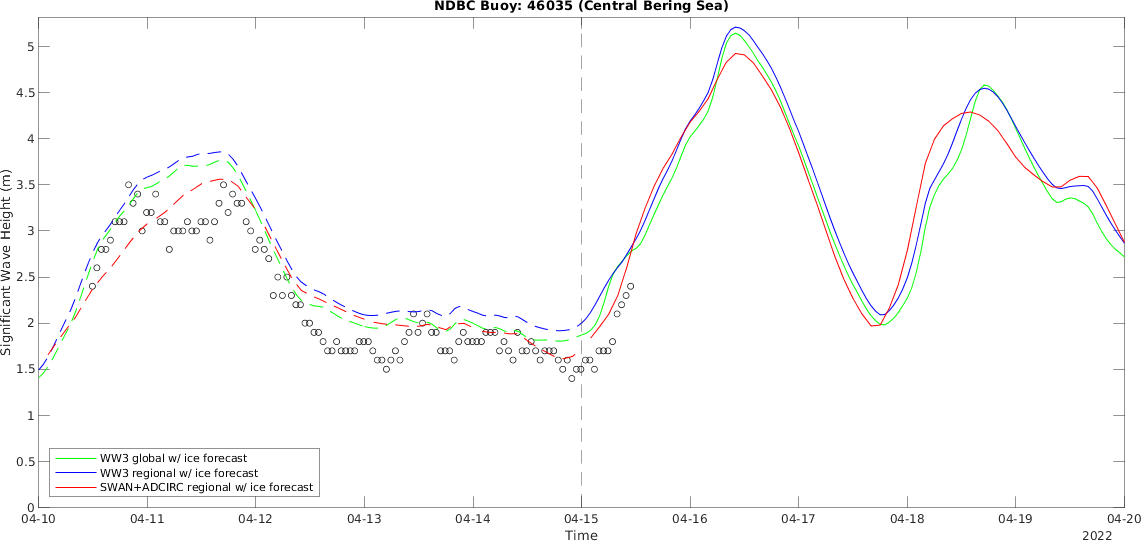 NDBC Buoy: 46035 (Central Bering Sea)
Significant Wave Height (m)
5
4.5
4
3.5
3
2.5
2
1.5
1
0.5
0
WW3 global w/ ice forecast
WW3 regional w/ ice forecast
SWAN+ADCIRC regional w/ ice forecast
04-10 04-11 04-12 04-13 04-14 04-15 04-16 04-17 04-18 04-19 04-20
Time
2022